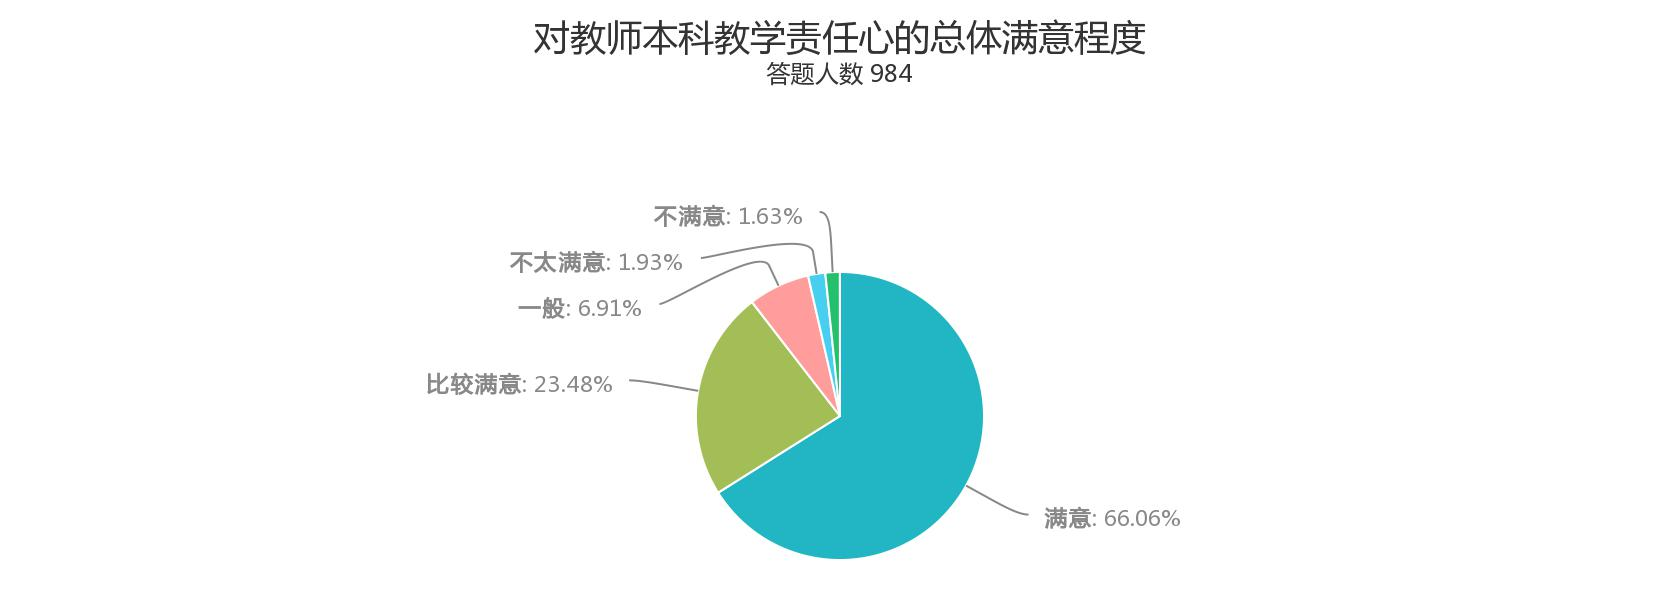 对教师本科教学责任心的总体满意程度
答题人数 984
不满意: 1.63%
不太满意: 1.93%
一般: 6.91%
比较满意: 23.48%
满意: 66.06%